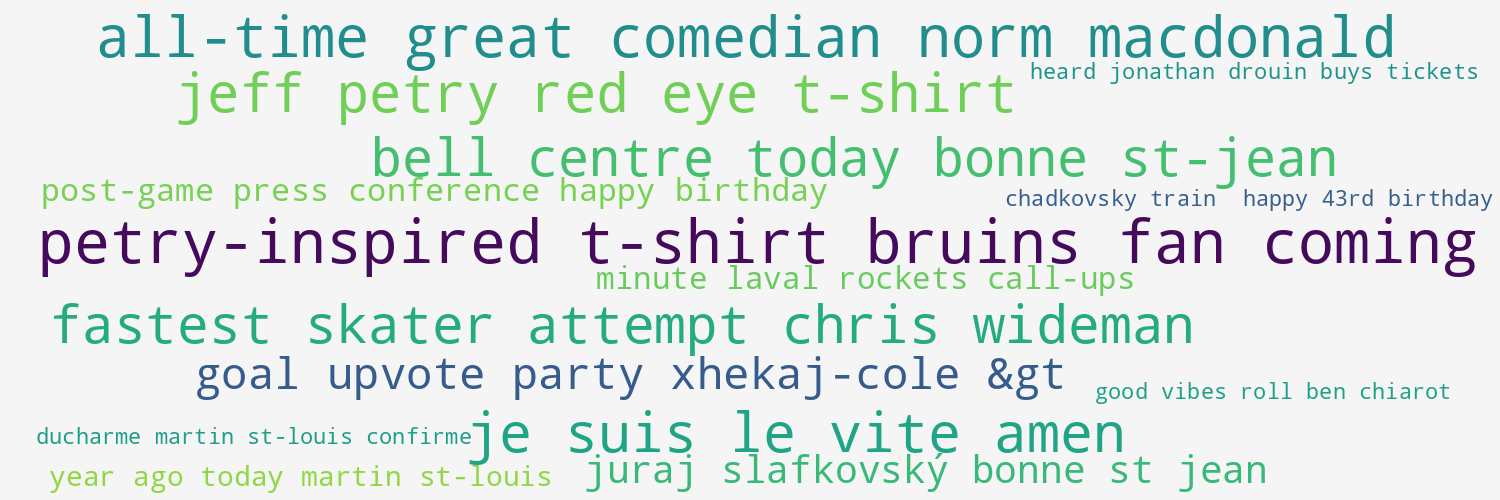 all-time great comedian norm macdonald
heard jonathan drouin buys tickets
jeff petry red eye t-shirt
bell centre today bonne st-jean
post-game press conference happy birthday
chadkovsky train
happy 43rd birthday
petry-inspired t-shirt bruins fan coming
minute laval rockets call-ups
fastest skater attempt chris wideman
goal upvote party xhekaj-cole &gt
good vibes roll ben chiarot
ducharme martin st-louis confirme
je suis le vite amen
year ago today martin st-louis
juraj slafkovský bonne st jean